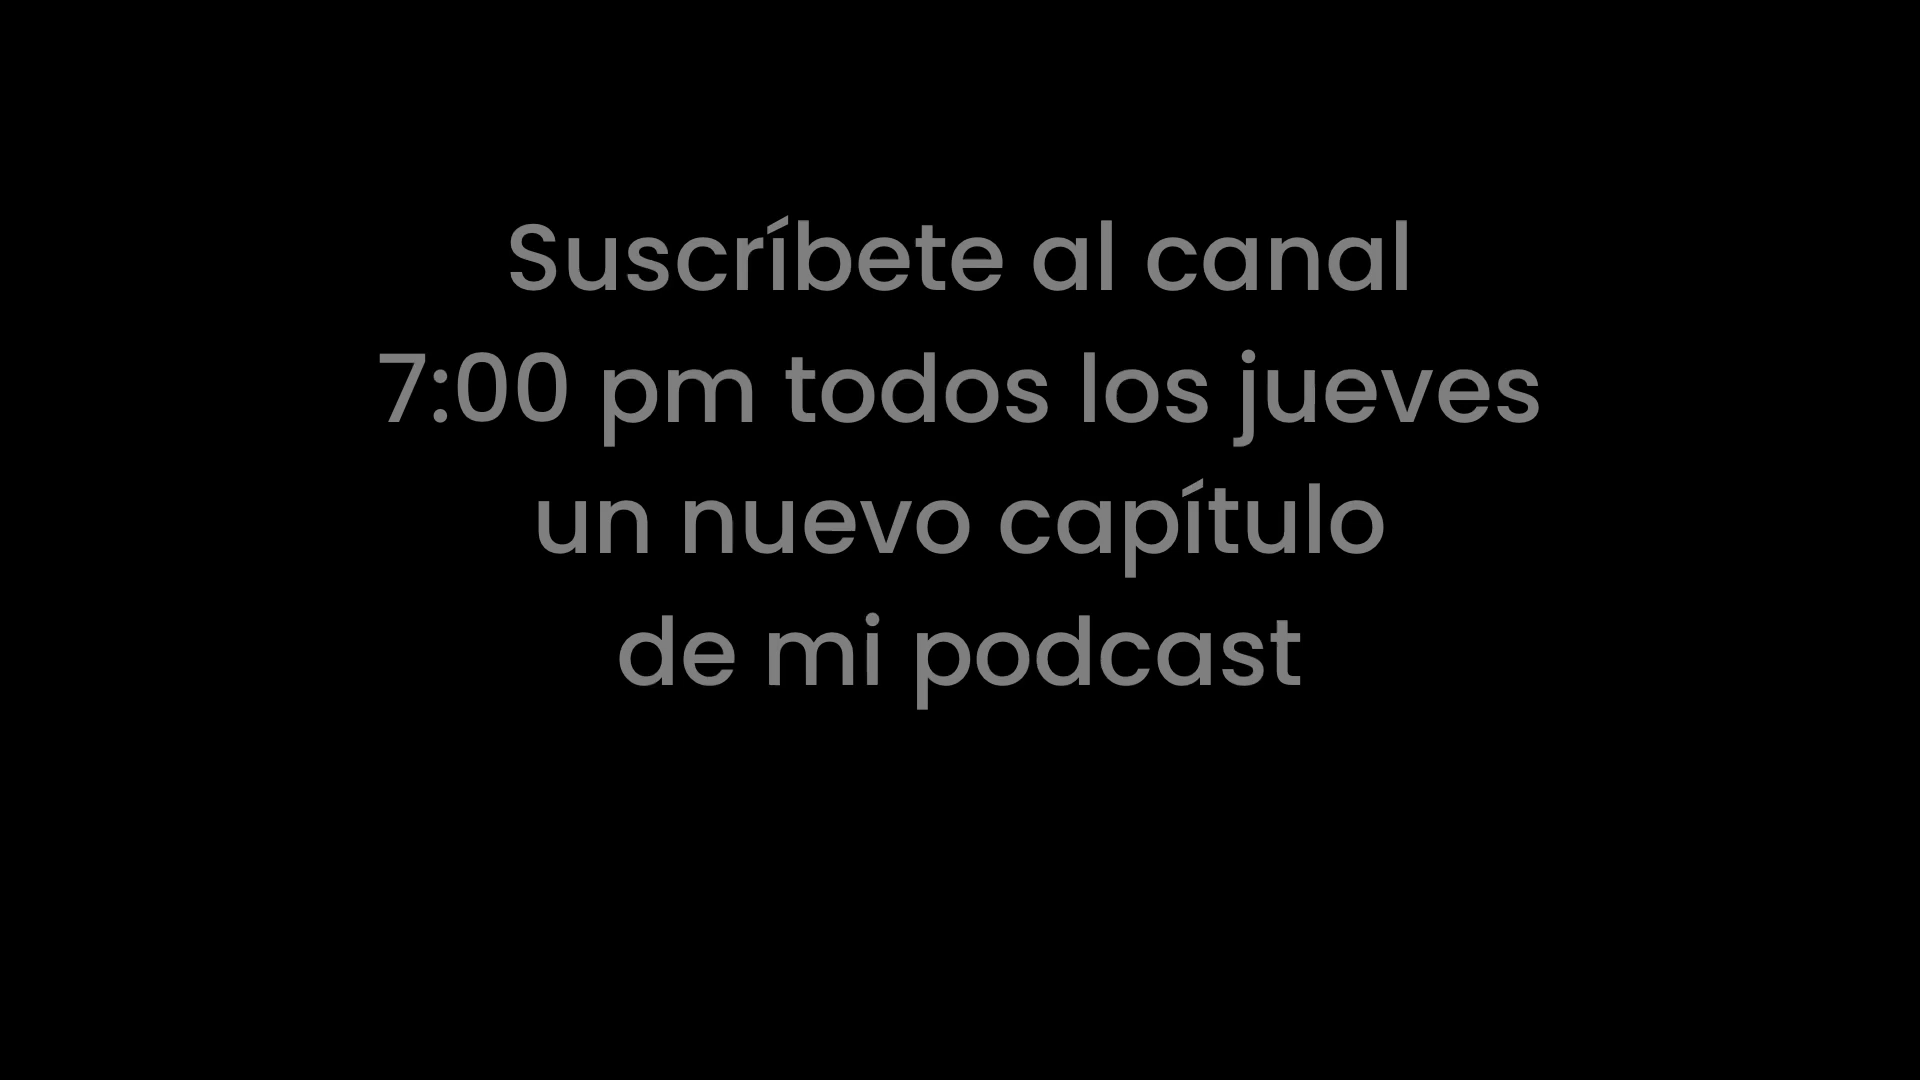 Suscríbete al canal
7:00 pm todos los jueves
un nuevo capítulo
de mi podcast